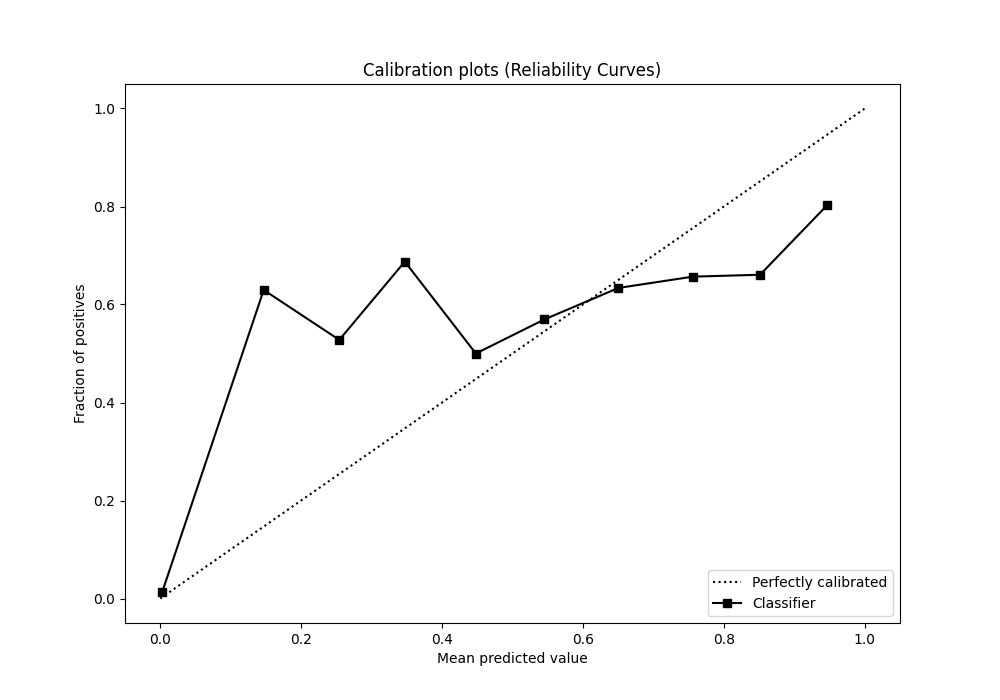 Calibration plots (Reliability Curves)
Fraction of positives
1.0
0.8
0.6
0.4
0.2
0.0
0.0 0.2 0.4 0.6 0.8 1.0
Mean predicted value
Perfectly calibrated
Classifier